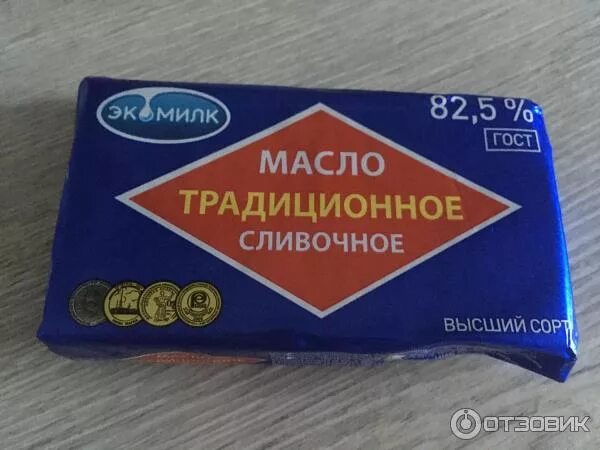 ЭКОМИЛК
82,5%
ГОСТ
МАСЛО
ТРАДИЦИОННОЕ
СЛИВОЧНОЕ
ВЫСШИЙ СОРТ
ОТЗОВИК